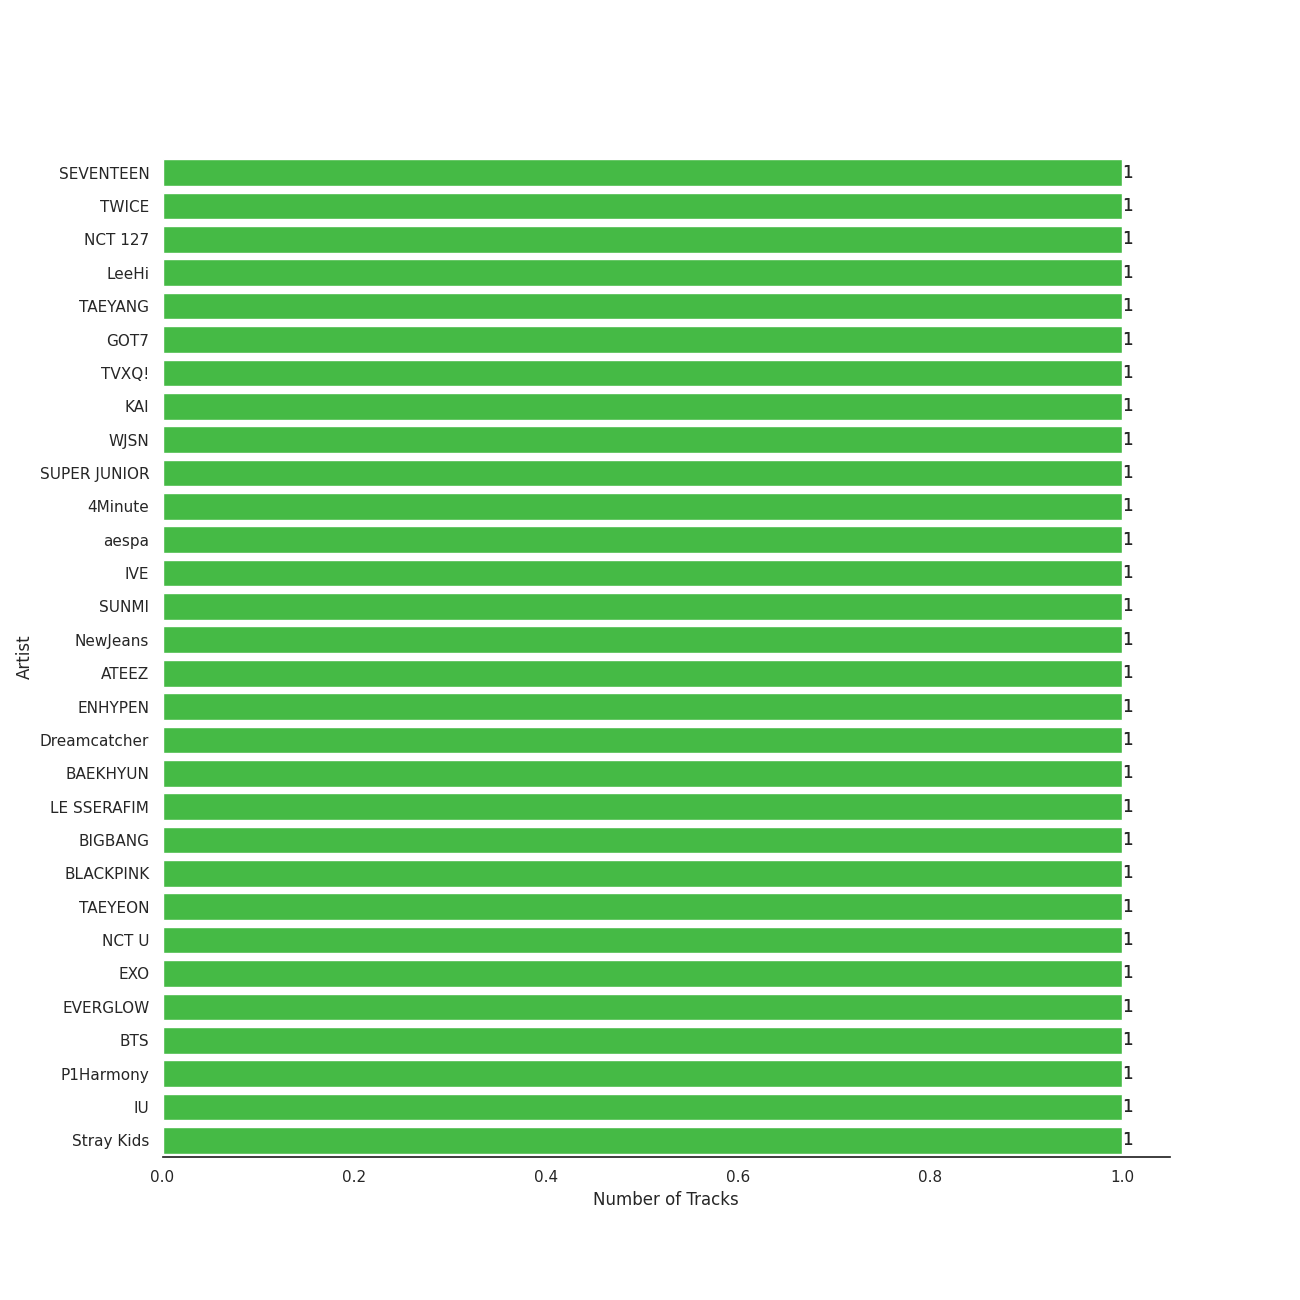 SEVENTEEN 1
TWICE 1
NCT 127 1
LeeHi 1
TAEYANG 1
GOT7 1
TVXQ! 1
KAI 1
WJSN 1
SUPER JUNIOR 1
4Minute 1
aespa 1
IVE 1
SUNMI 1
NewJeans 1
ATEEZ 1
ENHYPEN 1
Dreamcatcher 1
BAEKHYUN 1
LE SSERAFIM 1
BIGBANG 1
BLACKPINK 1
TAEYEON 1
NCT U 1
EXO 1
EVERGLOW 1
BTS 1
P1Harmony 1
IU 1
Stray Kids 1
Artist
0.0 0.2 0.4 0.6 0.8 1.0
Number of Tracks